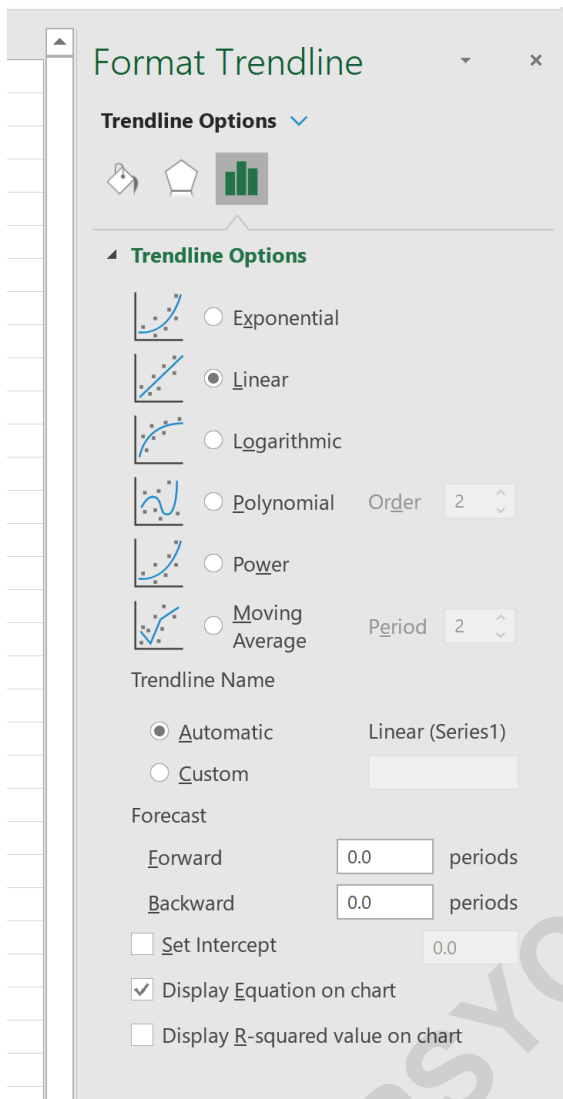 Format Trendline
Trendline Options
Trendline Options
Exponential
Linear
Logarithmic
Polynomial Order 2
Power
Moving
Average Period 2
Trendline Name
Automatic Linear (Series1)
Custom
Forecast
Forward 0.0 periods
Backward 0.0 periods
Set Intercept 0.0
Display Equation on chart
Display R-squared value on chart